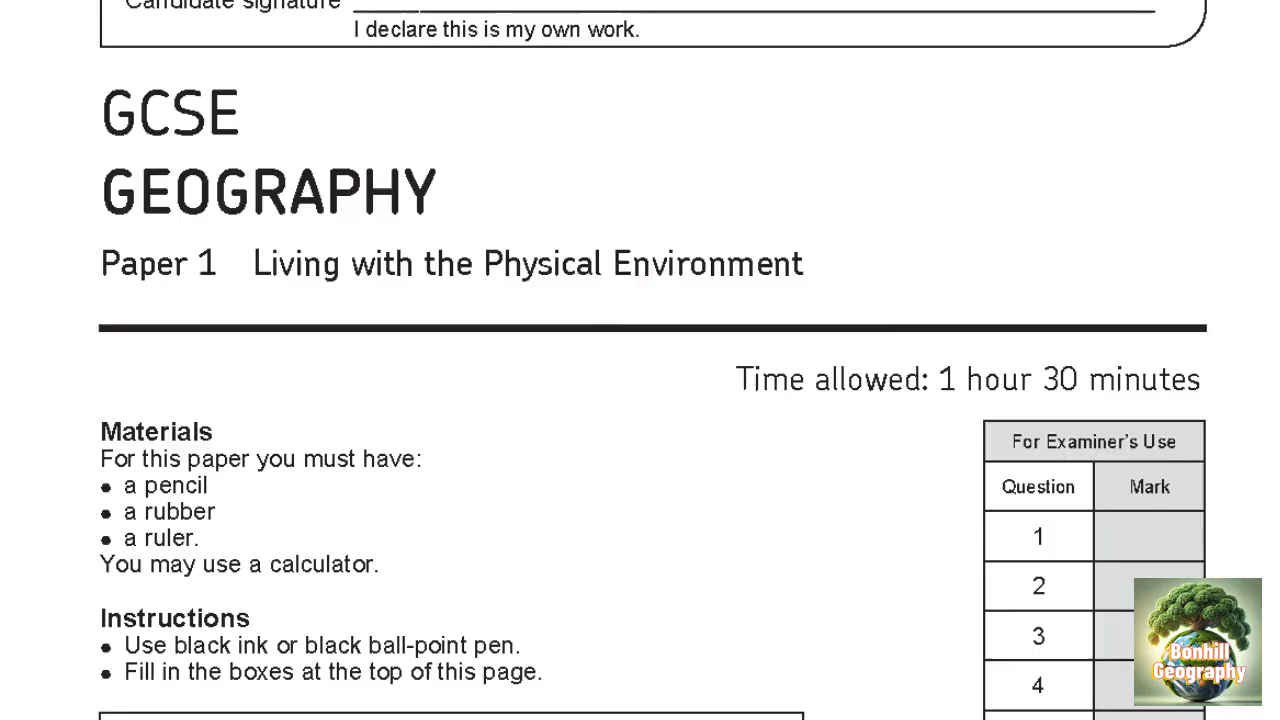 Candidate signature
I declare this is my own work.
GCSE
GEOGRAPHY
Paper 1 Living with the Physical Environment
Time allowed: 1 hour 30 minutes
Materials
For this paper you must have:
• a pencil
• a rubber
• a ruler.
You may use a calculator.
Instructions
• Use black ink or black ball-point pen.
• Fill in the boxes at the top of this page.
For Examiner's Use
Question Mark
1
2
3
4
Bonhill
Geography